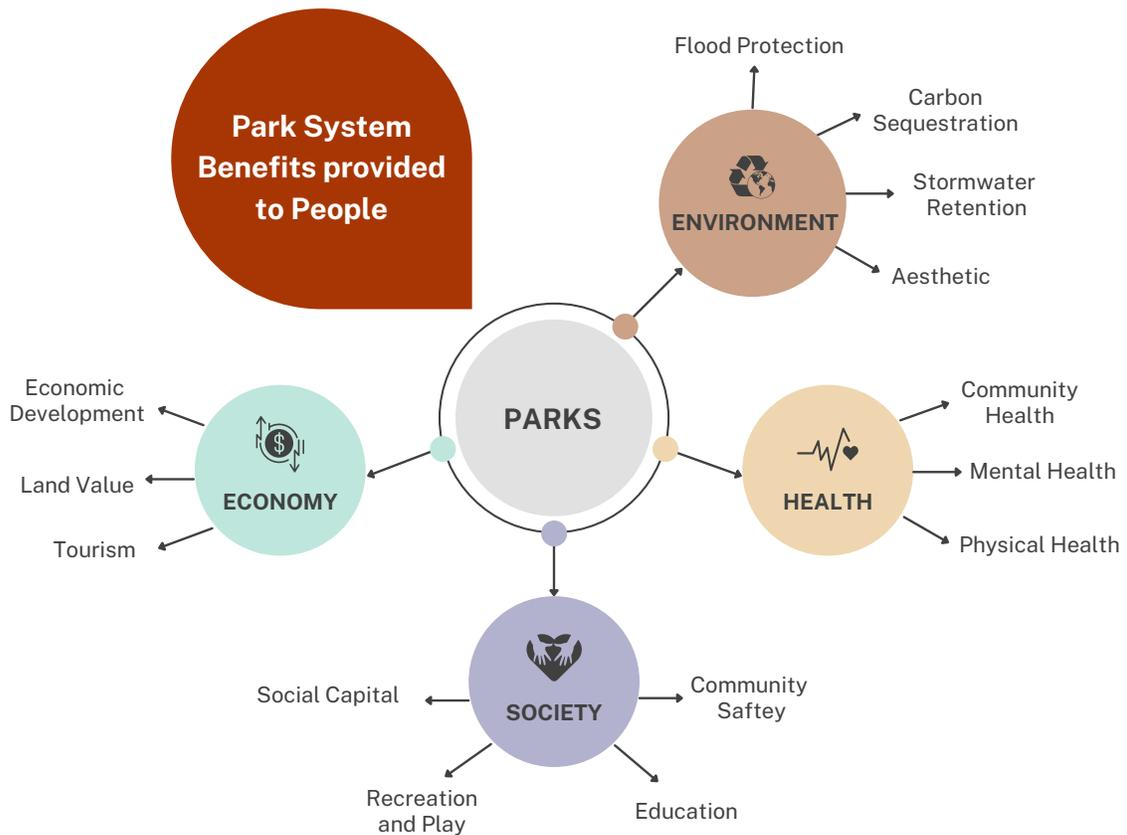 Park System
Benefits provided
to People
Flood Protection
Carbon
Sequestration
Stormwater
Retention
Aesthetic
ENVIRONMENT
PARKS
Economic
Development
Land Value
Tourism
ECONOMY
HEALTH
Community
Health
Mental Health
Physical Health
SOCIETY
Social Capital
Recreation
and Play
Education
Community
Saftey